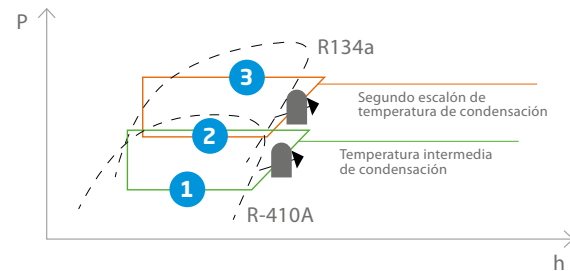 P
R134a
3
Segundo escalón de
temperatura de condensación
2
Temperatura intermedia
de condensación
1
R-410A
h